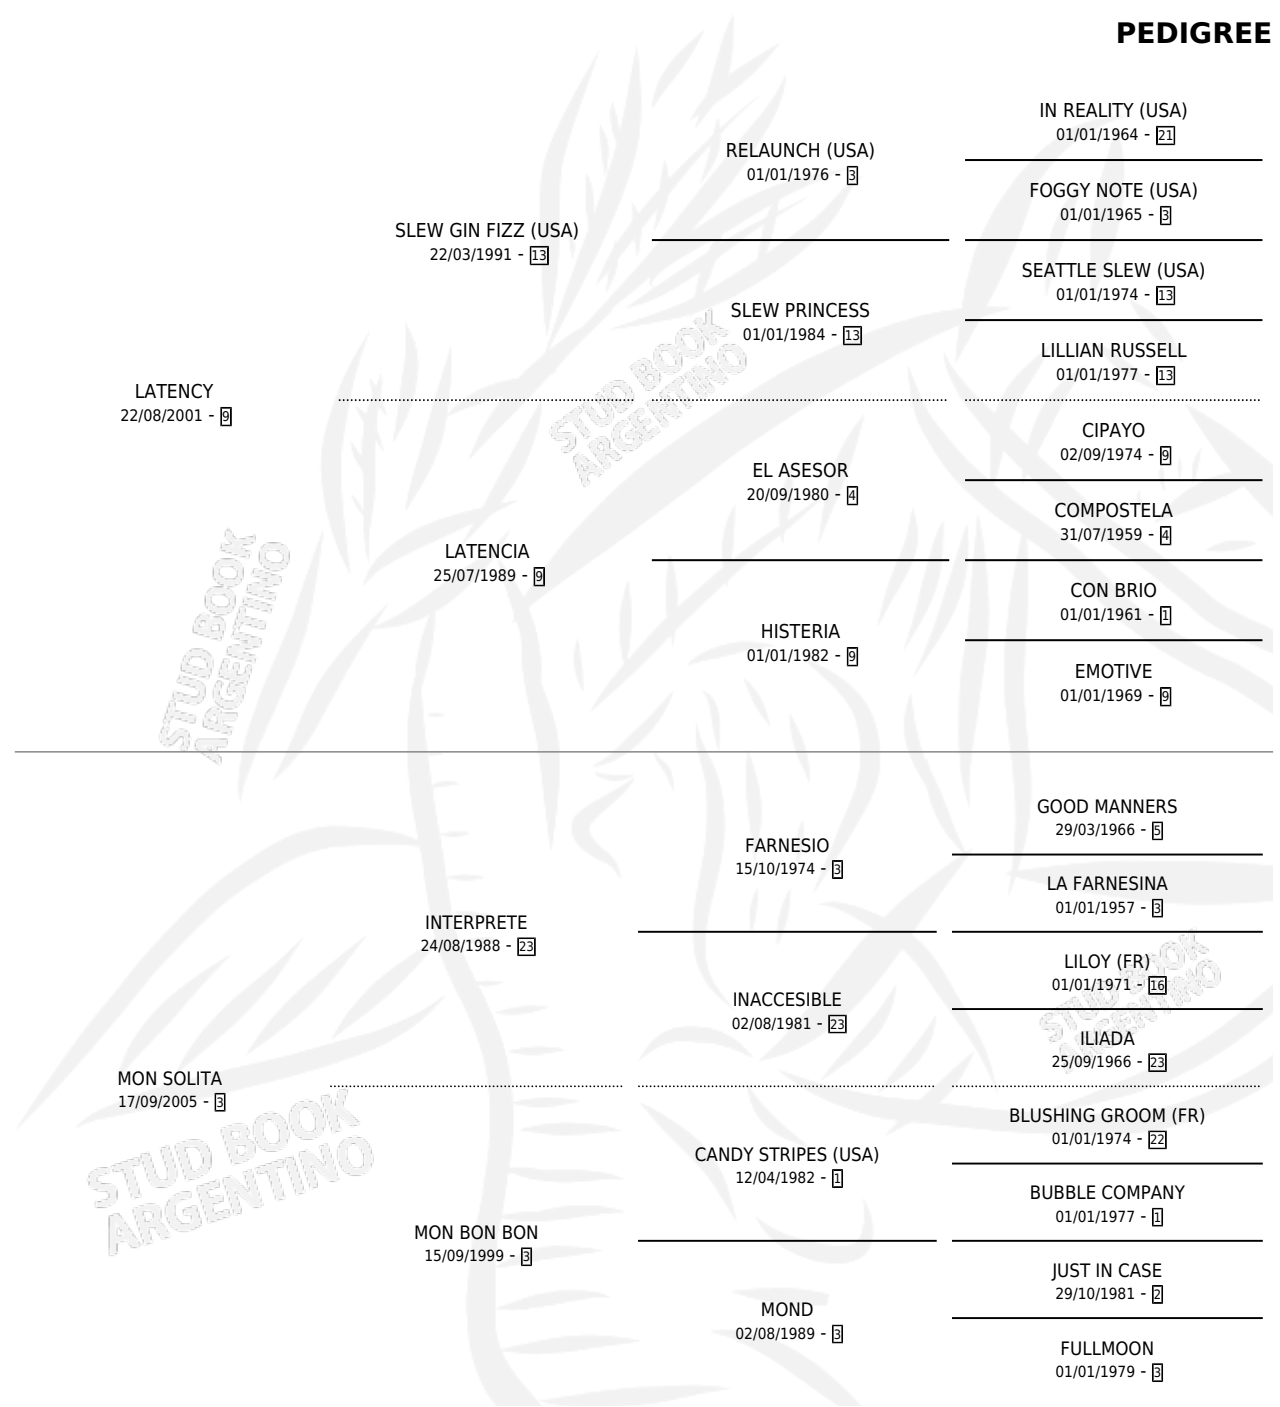 PEDIGREE
IN REALITY (USA)
01/01/1964 - 21
RELAUNCH (USA)
01/01/1976 - 3
FOGGY NOTE (USA)
01/01/1965 - 3
SLEW GIN FIZZ (USA)
22/03/1991 - 13
SEATTLE SLEW (USA)
01/01/1974 - 13
SLEW PRINCESS
01/01/1984 - 13
LILLIAN RUSSELL
01/01/1977 - 13
LATENCY
22/08/2001 - 9
CIPAYO
02/09/1974 - 9
EL ASESOR
20/09/1980 - 4
COMPOSTELA
31/07/1959 - 4
LATENCIA
25/07/1989 - 9
CON BRIO
01/01/1961 - 1
HISTERIA
01/01/1982 - 9
EMOTIVE
01/01/1969 - 9
GOOD MANNERS
29/03/1966 - 5
FARNESIO
15/10/1974 - 3
LA FARNESINA
01/01/1957 - 3
INTERPRETE
24/08/1988 - 23
LILOY (FR)
01/01/1971 - 16
INACCESIBLE
02/08/1981 - 23
ILIADA
25/09/1966 - 23
MON SOLITA
17/09/2005 - 3
BLUSHING GROOM (FR)
01/01/1974 - 22
CANDY STRIPES (USA)
12/04/1982 - 1
BUBBLE COMPANY
01/01/1977 - 1
MON BON BON
15/09/1999 - 3
JUST IN CASE
29/10/1981 - 2
MOND
02/08/1989 - 3
FULLMOON
01/01/1979 - 3
STUD BOOK
ARGENTINO
STUD BOOK
ARGENTINO
STUD BOOK
ARGENTINO
STUD BOOK
ARGENTINO